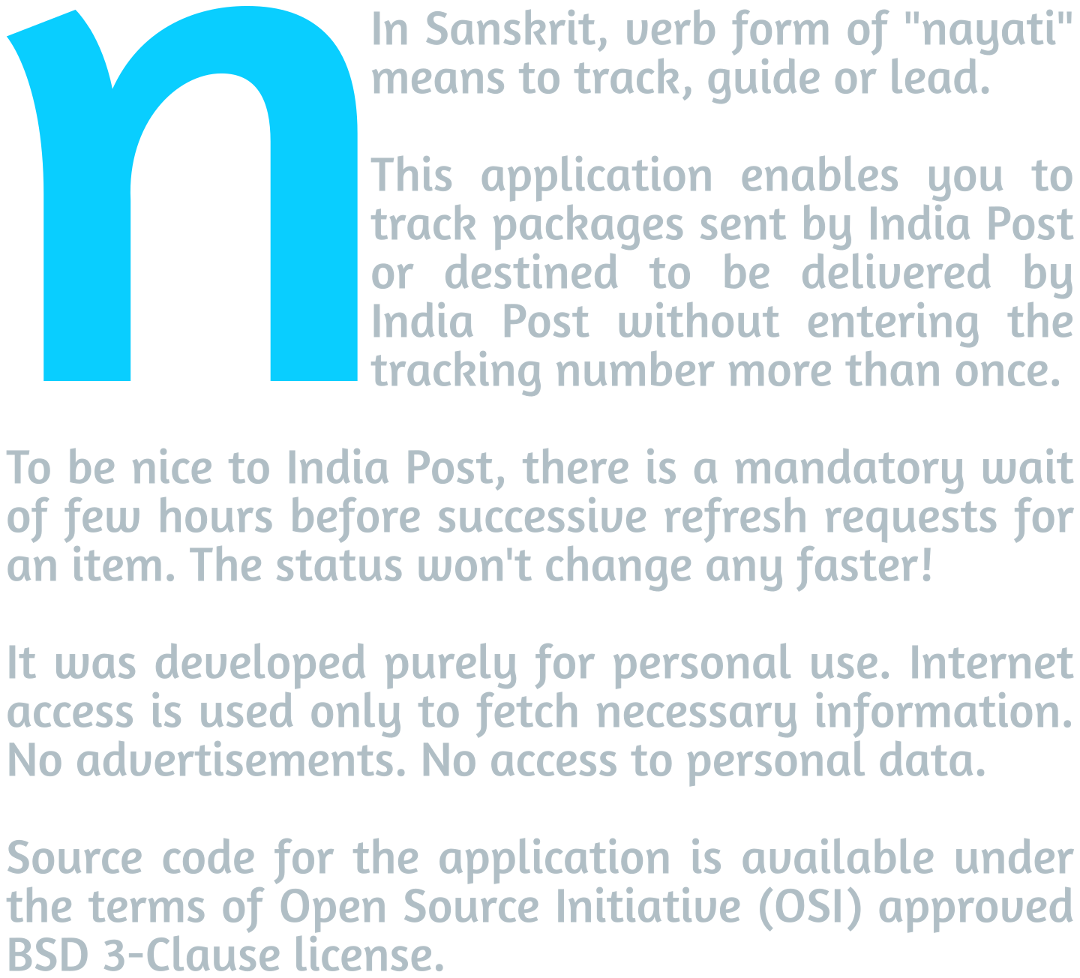 n
In Sanskrit, verb form of "nayati"
means to track, guide or lead.
This application enables you to
track packages sent by India Post
or destined to be delivered by
India Post without entering the
tracking number more than once.
To be nice to India Post, there is a mandatory wait
of few hours before successive refresh requests for
an item. The status won't change any faster!
It was developed purely for personal use. Internet
access is used only to fetch necessary information.
No advertisements. No access to personal data.
Source code for the application is available under
the terms of Open Source Initiative (OSI) approved
BSD 3-Clause license.